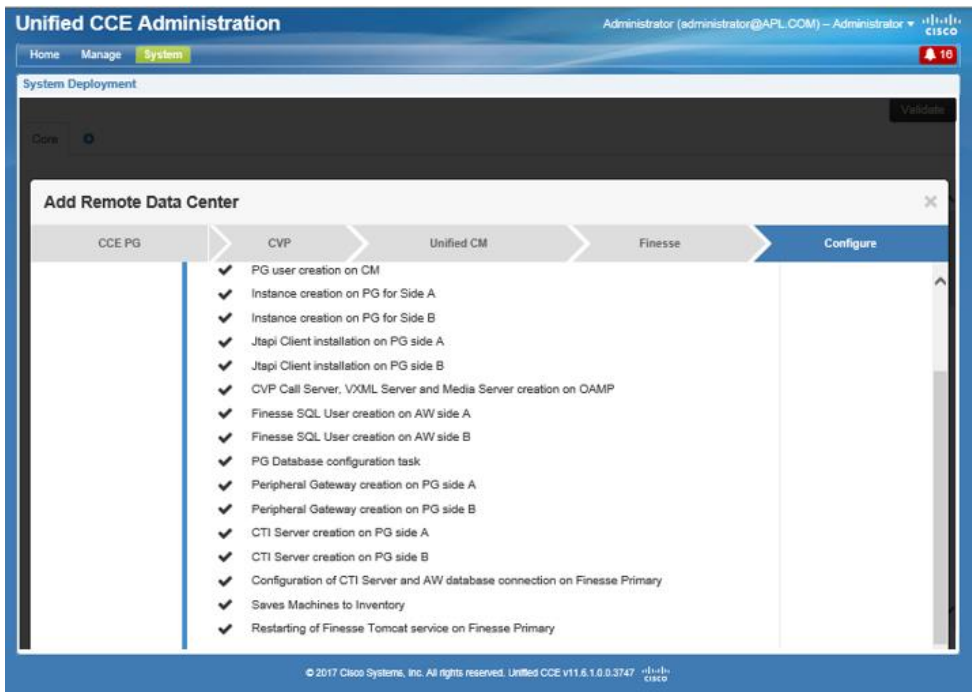 Unified CCE Administration
Administrator (administrator@APL.COM) – Administrator
cisco
Home Manage System
16
System Deployment
Validate
Core
Add Remote Data Center
CCE PG CVP Unified CM Finesse Configure
PG user creation on CM
Instance creation on PG for Side A
Instance creation on PG for Side B
Jtapi Client installation on PG side A
Jtapi Client installation on PG side B
CVP Call Server, VXML Server and Media Server creation on OAMP
Finesse SQL User creation on AW side A
Finesse SQL User creation on AW side B
PG Database configuration task
Peripheral Gateway creation on PG side A
Peripheral Gateway creation on PG side B
CTI Server creation on PG side A
CTI Server creation on PG side B
Configuration of CTI Server and AW database connection on Finesse Primary
Saves Machines to Inventory
Restarting of Finesse Tomcat service on Finesse Primary
© 2017 Cisco Systems, Inc. All rights reserved. Unified CCE v11.6.1.0.0.3747 cisco